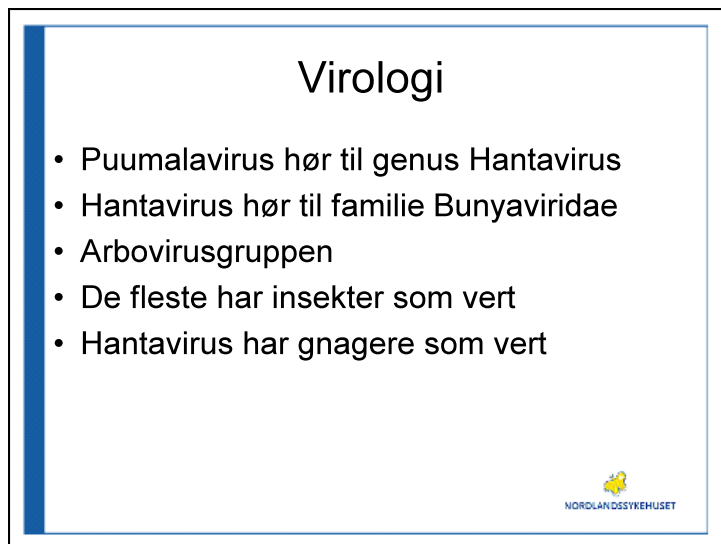 Virologi
• Puumalavirus hør til genus Hantavirus
• Hantavirus hør til familie Bunyaviridae
• Arbovirusgruppen
• De fleste har insekter som vert
• Hantavirus har gnagere som vert
NORDLANDSSYKEHUSET